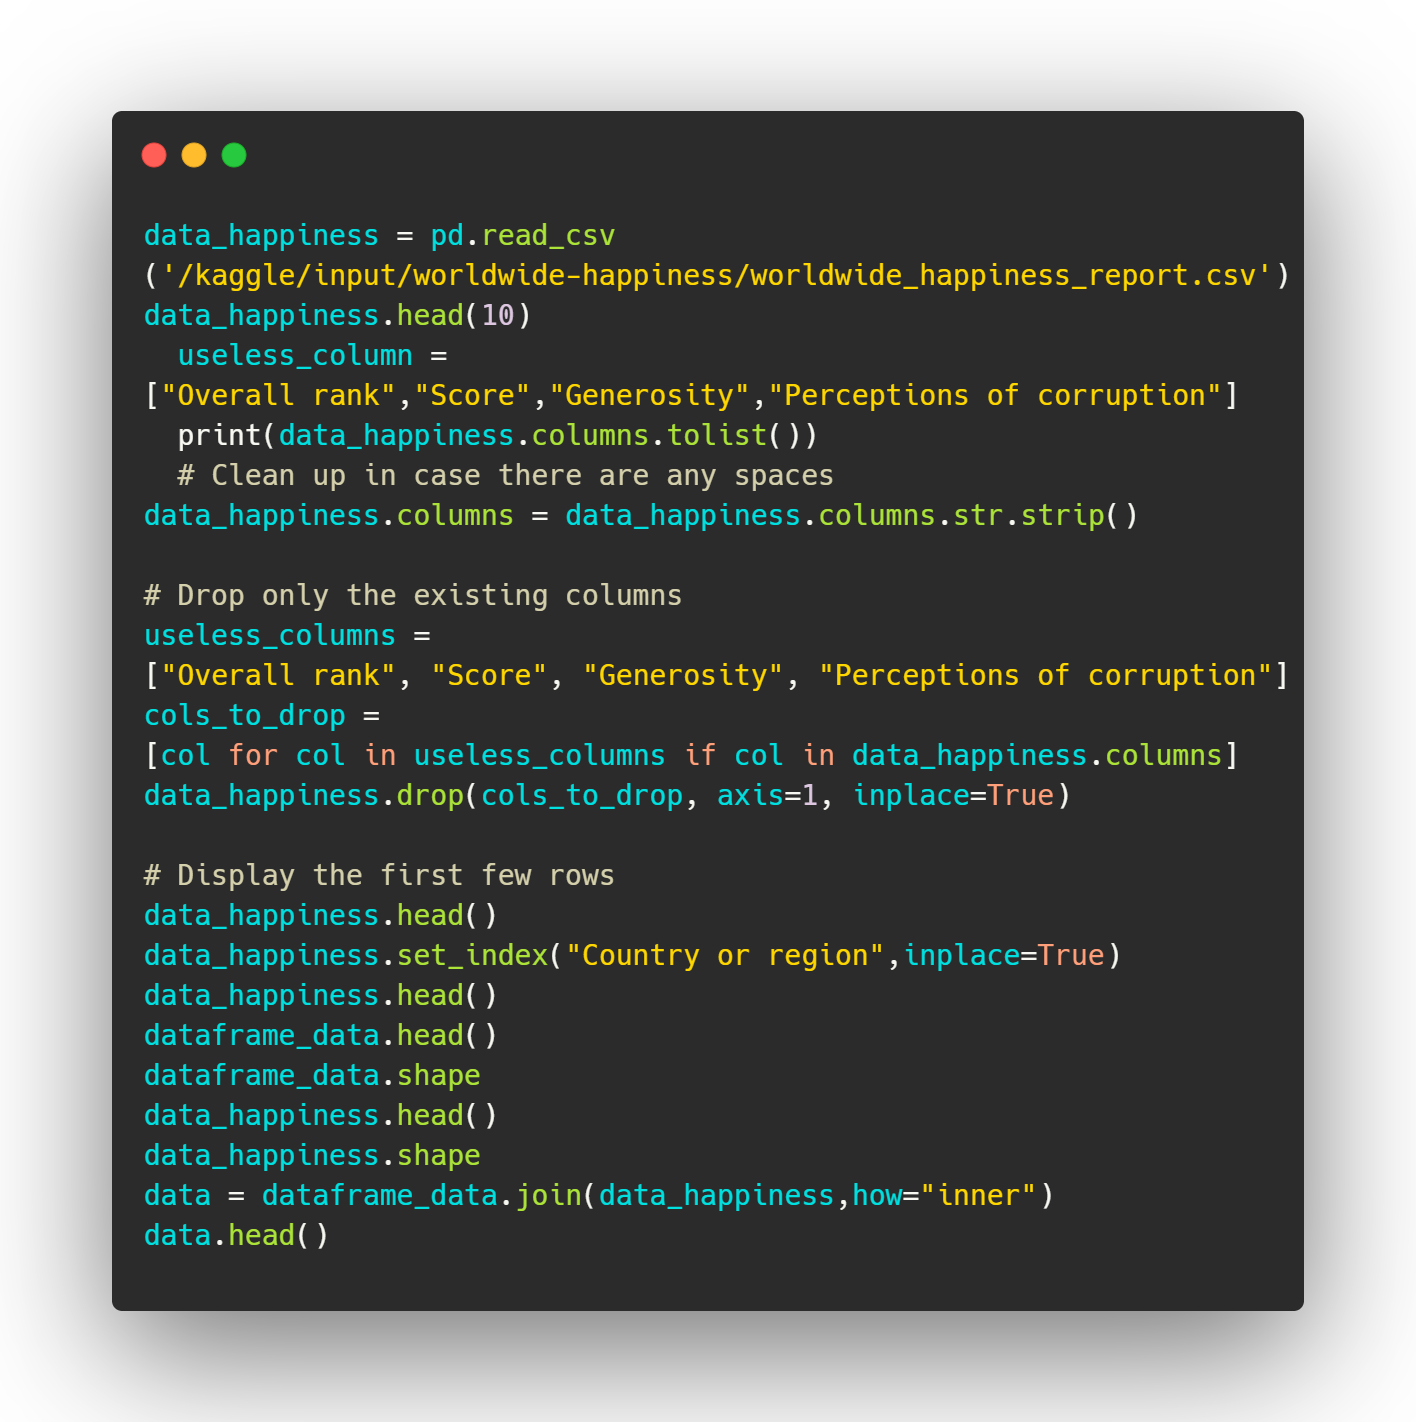 data_happiness = pd.read_csv
('/kaggle/input/worldwide-happiness/worldwide_happiness_report.csv')
data_happiness.head(10)
  useless_column =
["Overall rank","Score","Generosity","Perceptions of corruption"]
  print(data_happiness.columns.tolist())
  # Clean up in case there are any spaces
data_happiness.columns = data_happiness.columns.str.strip()

# Drop only the existing columns
useless_columns =
["Overall rank", "Score", "Generosity", "Perceptions of corruption"]
cols_to_drop =
[col for col in useless_columns if col in data_happiness.columns]
data_happiness.drop(cols_to_drop, axis=1, inplace=True)

# Display the first few rows
data_happiness.head()
data_happiness.set_index("Country or region",inplace=True)
data_happiness.head()
dataframe_data.head()
dataframe_data.shape
data_happiness.head()
data_happiness.shape
data = dataframe_data.join(data_happiness,how="inner")
data.head()